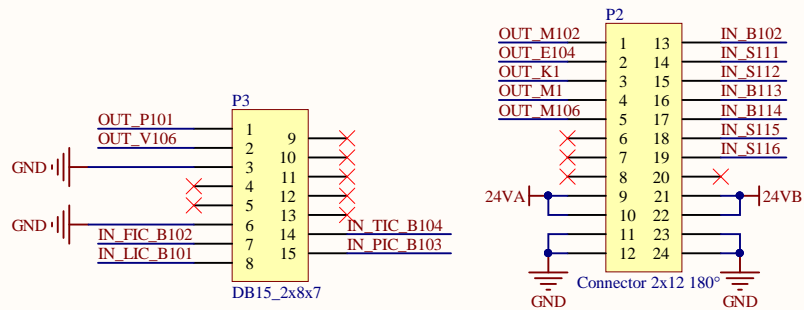 P3
OUT_P101
OUT_V106
GND
GND
IN_FIC_B102
IN_LIC_B101
1
2
3
4
5
6
7
8
9
10
11
12
13
14
15
IN_TIC_B104
IN_PIC_B103
DB15_2x8x7
P2
OUT_M102
OUT_E104
OUT_K1
OUT_M1
OUT_M106
24VA
1
2
3
4
5
6
7
8
9
10
11
12
13
14
15
16
17
18
19
20
21
22
23
24
IN_B102
IN_S111
IN_S112
IN_B113
IN_B114
IN_S115
IN_S116
24VB
Connector 2x12 180°
GND
GND